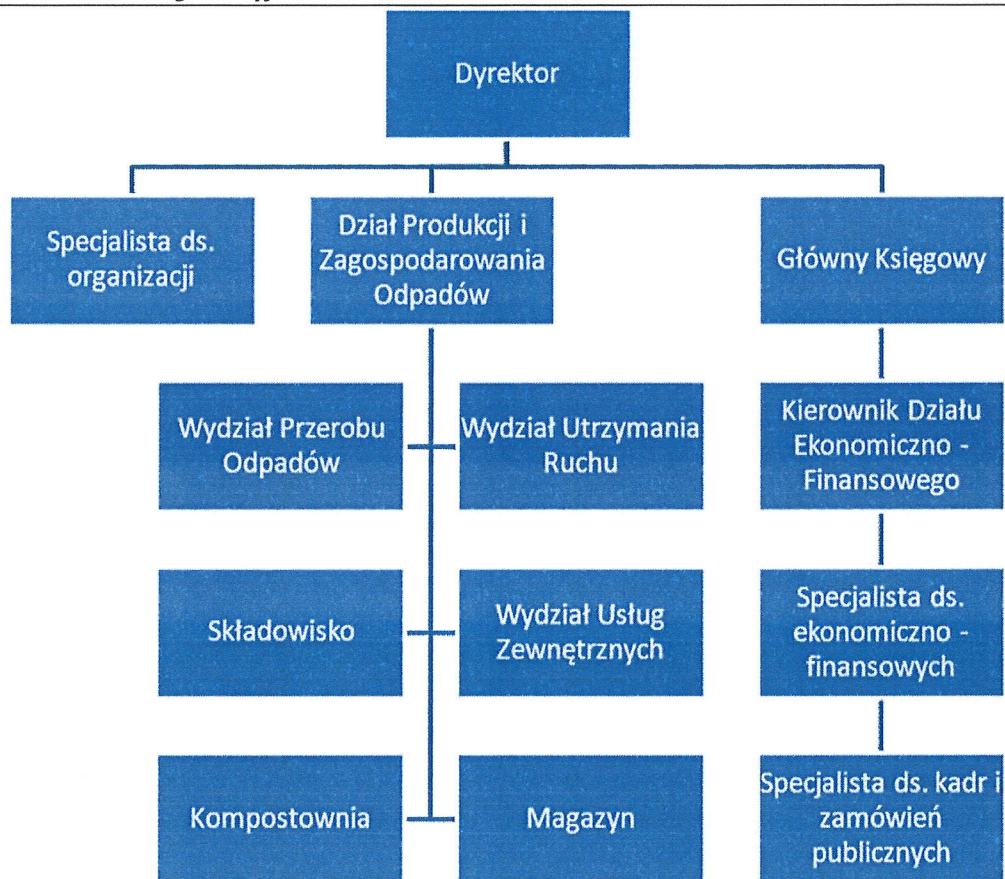 Dyrektor
Specjalista ds.
organizacji
Dział Produkcji i
Zagospodarowania
Odpadów
Główny Księgowy
Wydział Przerobu
Odpadów
Wydział Utrzymania
Ruchu
Kierownik Działu
Ekonomiczno -
Finansowego
Składowisko
Wydział Usług
Zewnętrznych
Specjalista ds.
ekonomiczno -
finansowych
Kompostownia
Magazyn
Specjalista ds. kadr i
zamówień
publicznych